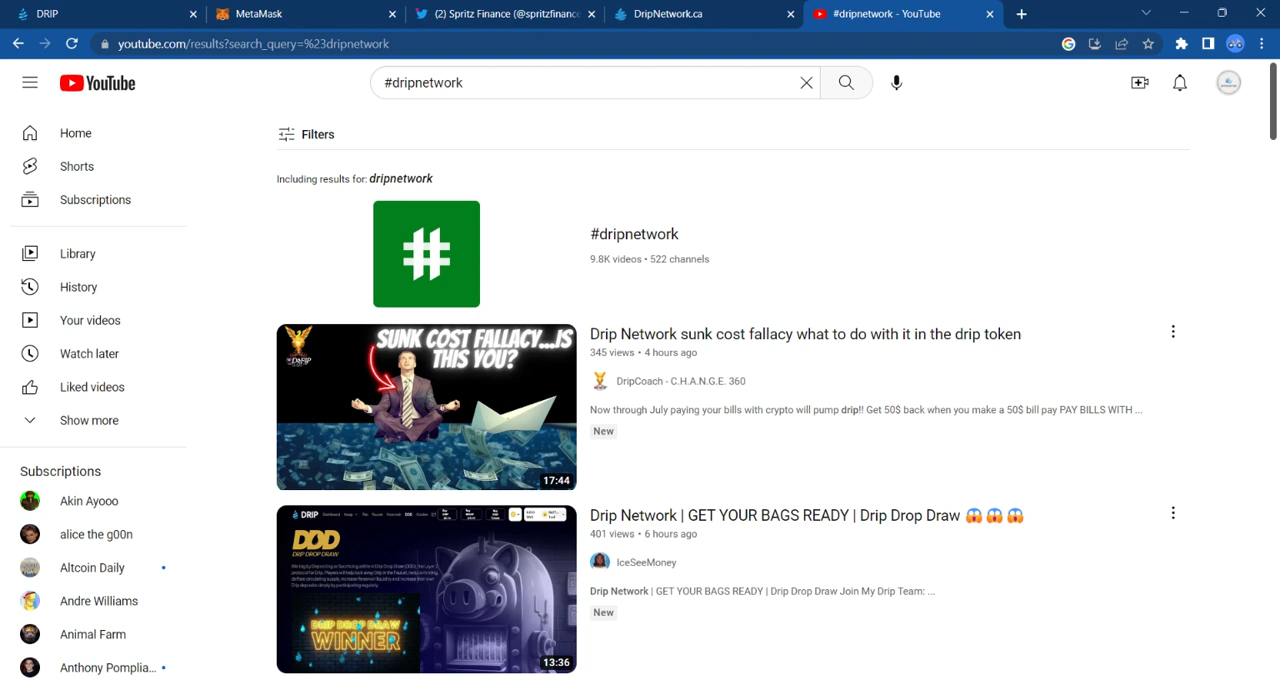 DRIP
MetaMask
(2) Spritz Finance (@spritzfinance
DripNetwork.ca
#dripnetwork - YouTube
youtube.com/results?search_query=%23dripnetwork
YouTube
#dripnetwork
Home
Shorts
Subscriptions
Library
History
Your videos
Watch later
Liked videos
Show more
Subscriptions
Akin Ayooo
alice the g00n
Altcoin Daily
Andre Williams
Animal Farm
Anthony Pomplia...
Filters
Including results for: dripnetwork
#dripnetwork
9.8K videos • 522 channels
SUNK COST FALLACY...IS
THIS YOU?
17:44
Drip Network sunk cost fallacy what to do with it in the drip token
345 views • 4 hours ago
DripCoach - C.H.A.N.G.E. 360
Now through July paying your bills with crypto will pump drip!! Get 50$ back when you make a 50$ bill pay PAY BILLS WITH ...
New
DRIP
DDD
DRIP DROP DRAW
DRIP DROP DRAW
WINNER
13:36
Drip Network | GET YOUR BAGS READY | Drip Drop Draw 😱😱😱
401 views • 6 hours ago
IceSeeMoney
Drip Network | GET YOUR BAGS READY | Drip Drop Draw Join My Drip Team: ...
New